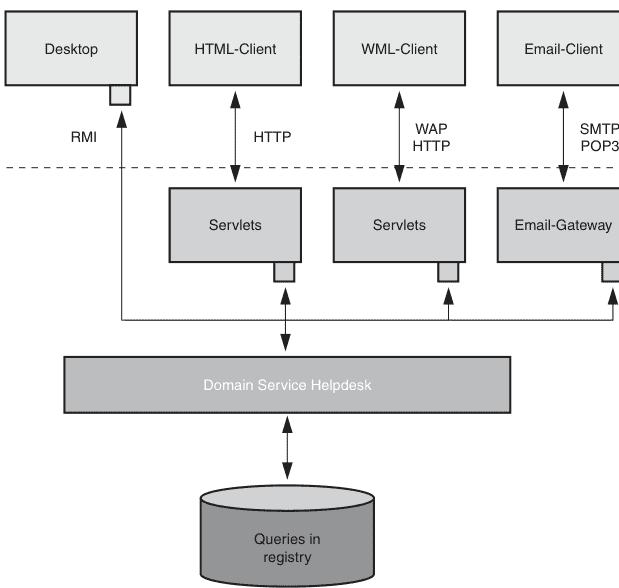 Desktop
HTML-Client
WML-Client
Email-Client
RMI
HTTP
WAP
HTTP
SMTP
POP3
Servlets
Servlets
Email-Gateway
Domain Service Helpdesk
Queries in
registry